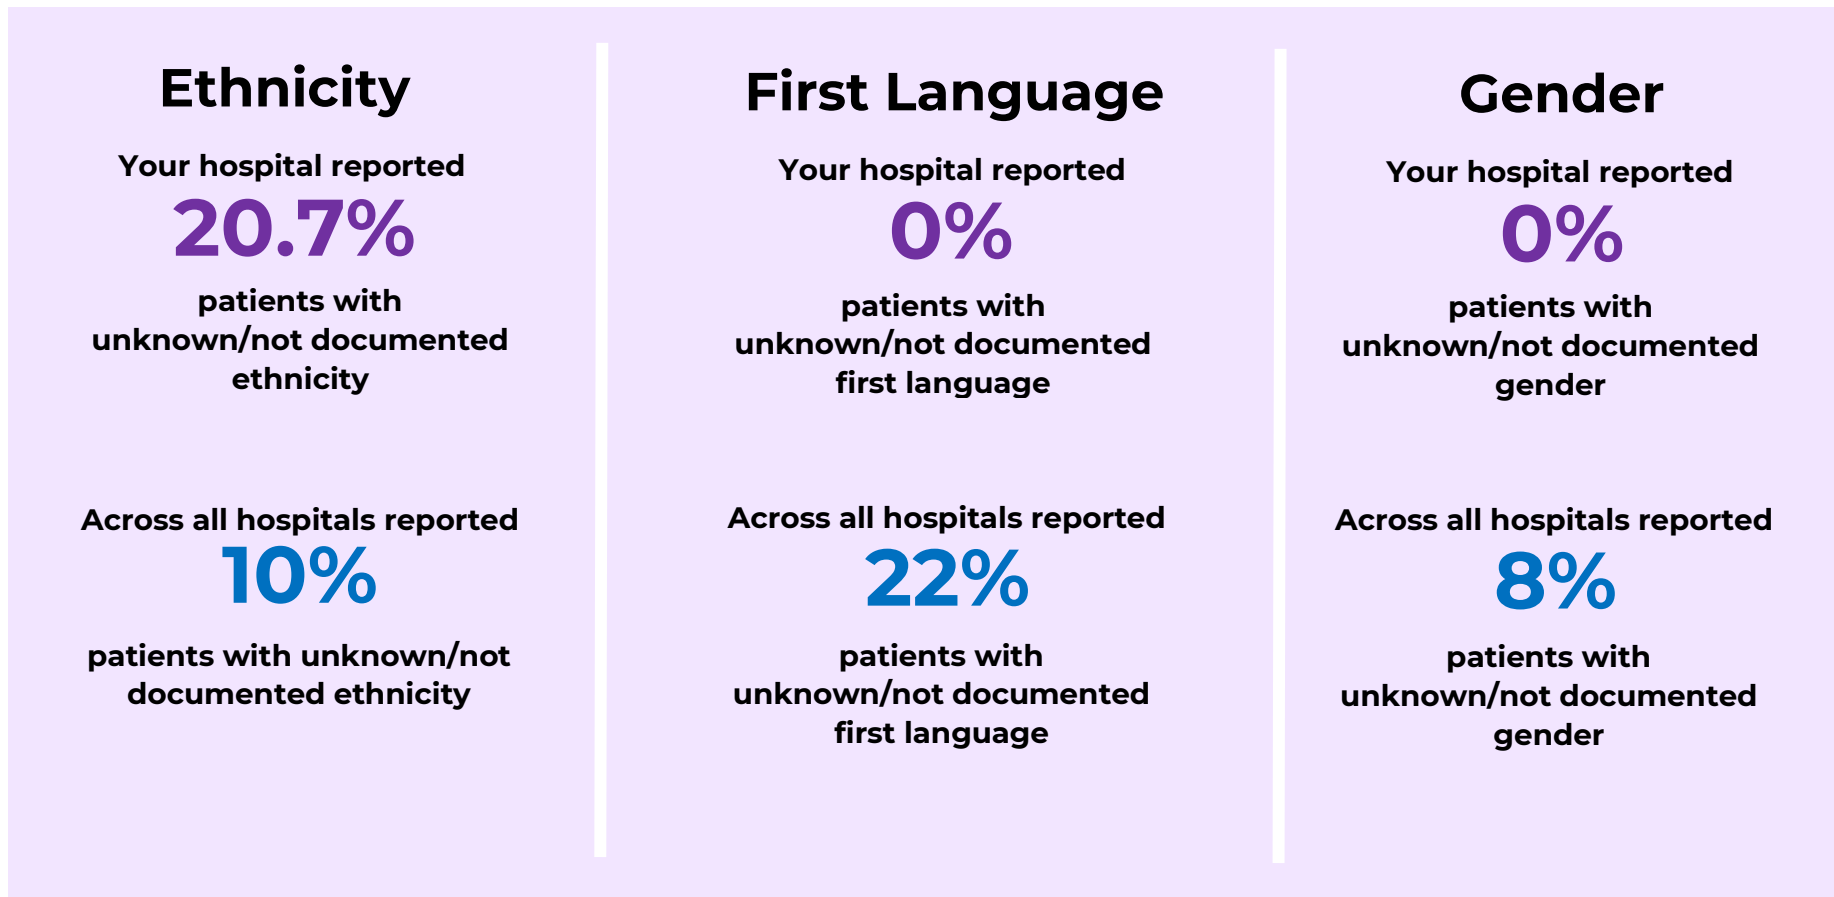 Ethnicity
Your hospital reported
20.7%
patients with
unknown/not documented
ethnicity
Across all hospitals reported
10%
patients with unknown/not
documented ethnicity
First Language
Your hospital reported
0%
patients with
unknown/not documented
first language
Across all hospitals reported
22%
patients with
unknown/not documented
first language
Gender
Your hospital reported
0%
patients with
unknown/not documented
gender
Across all hospitals reported
8%
patients with
unknown/not documented
gender